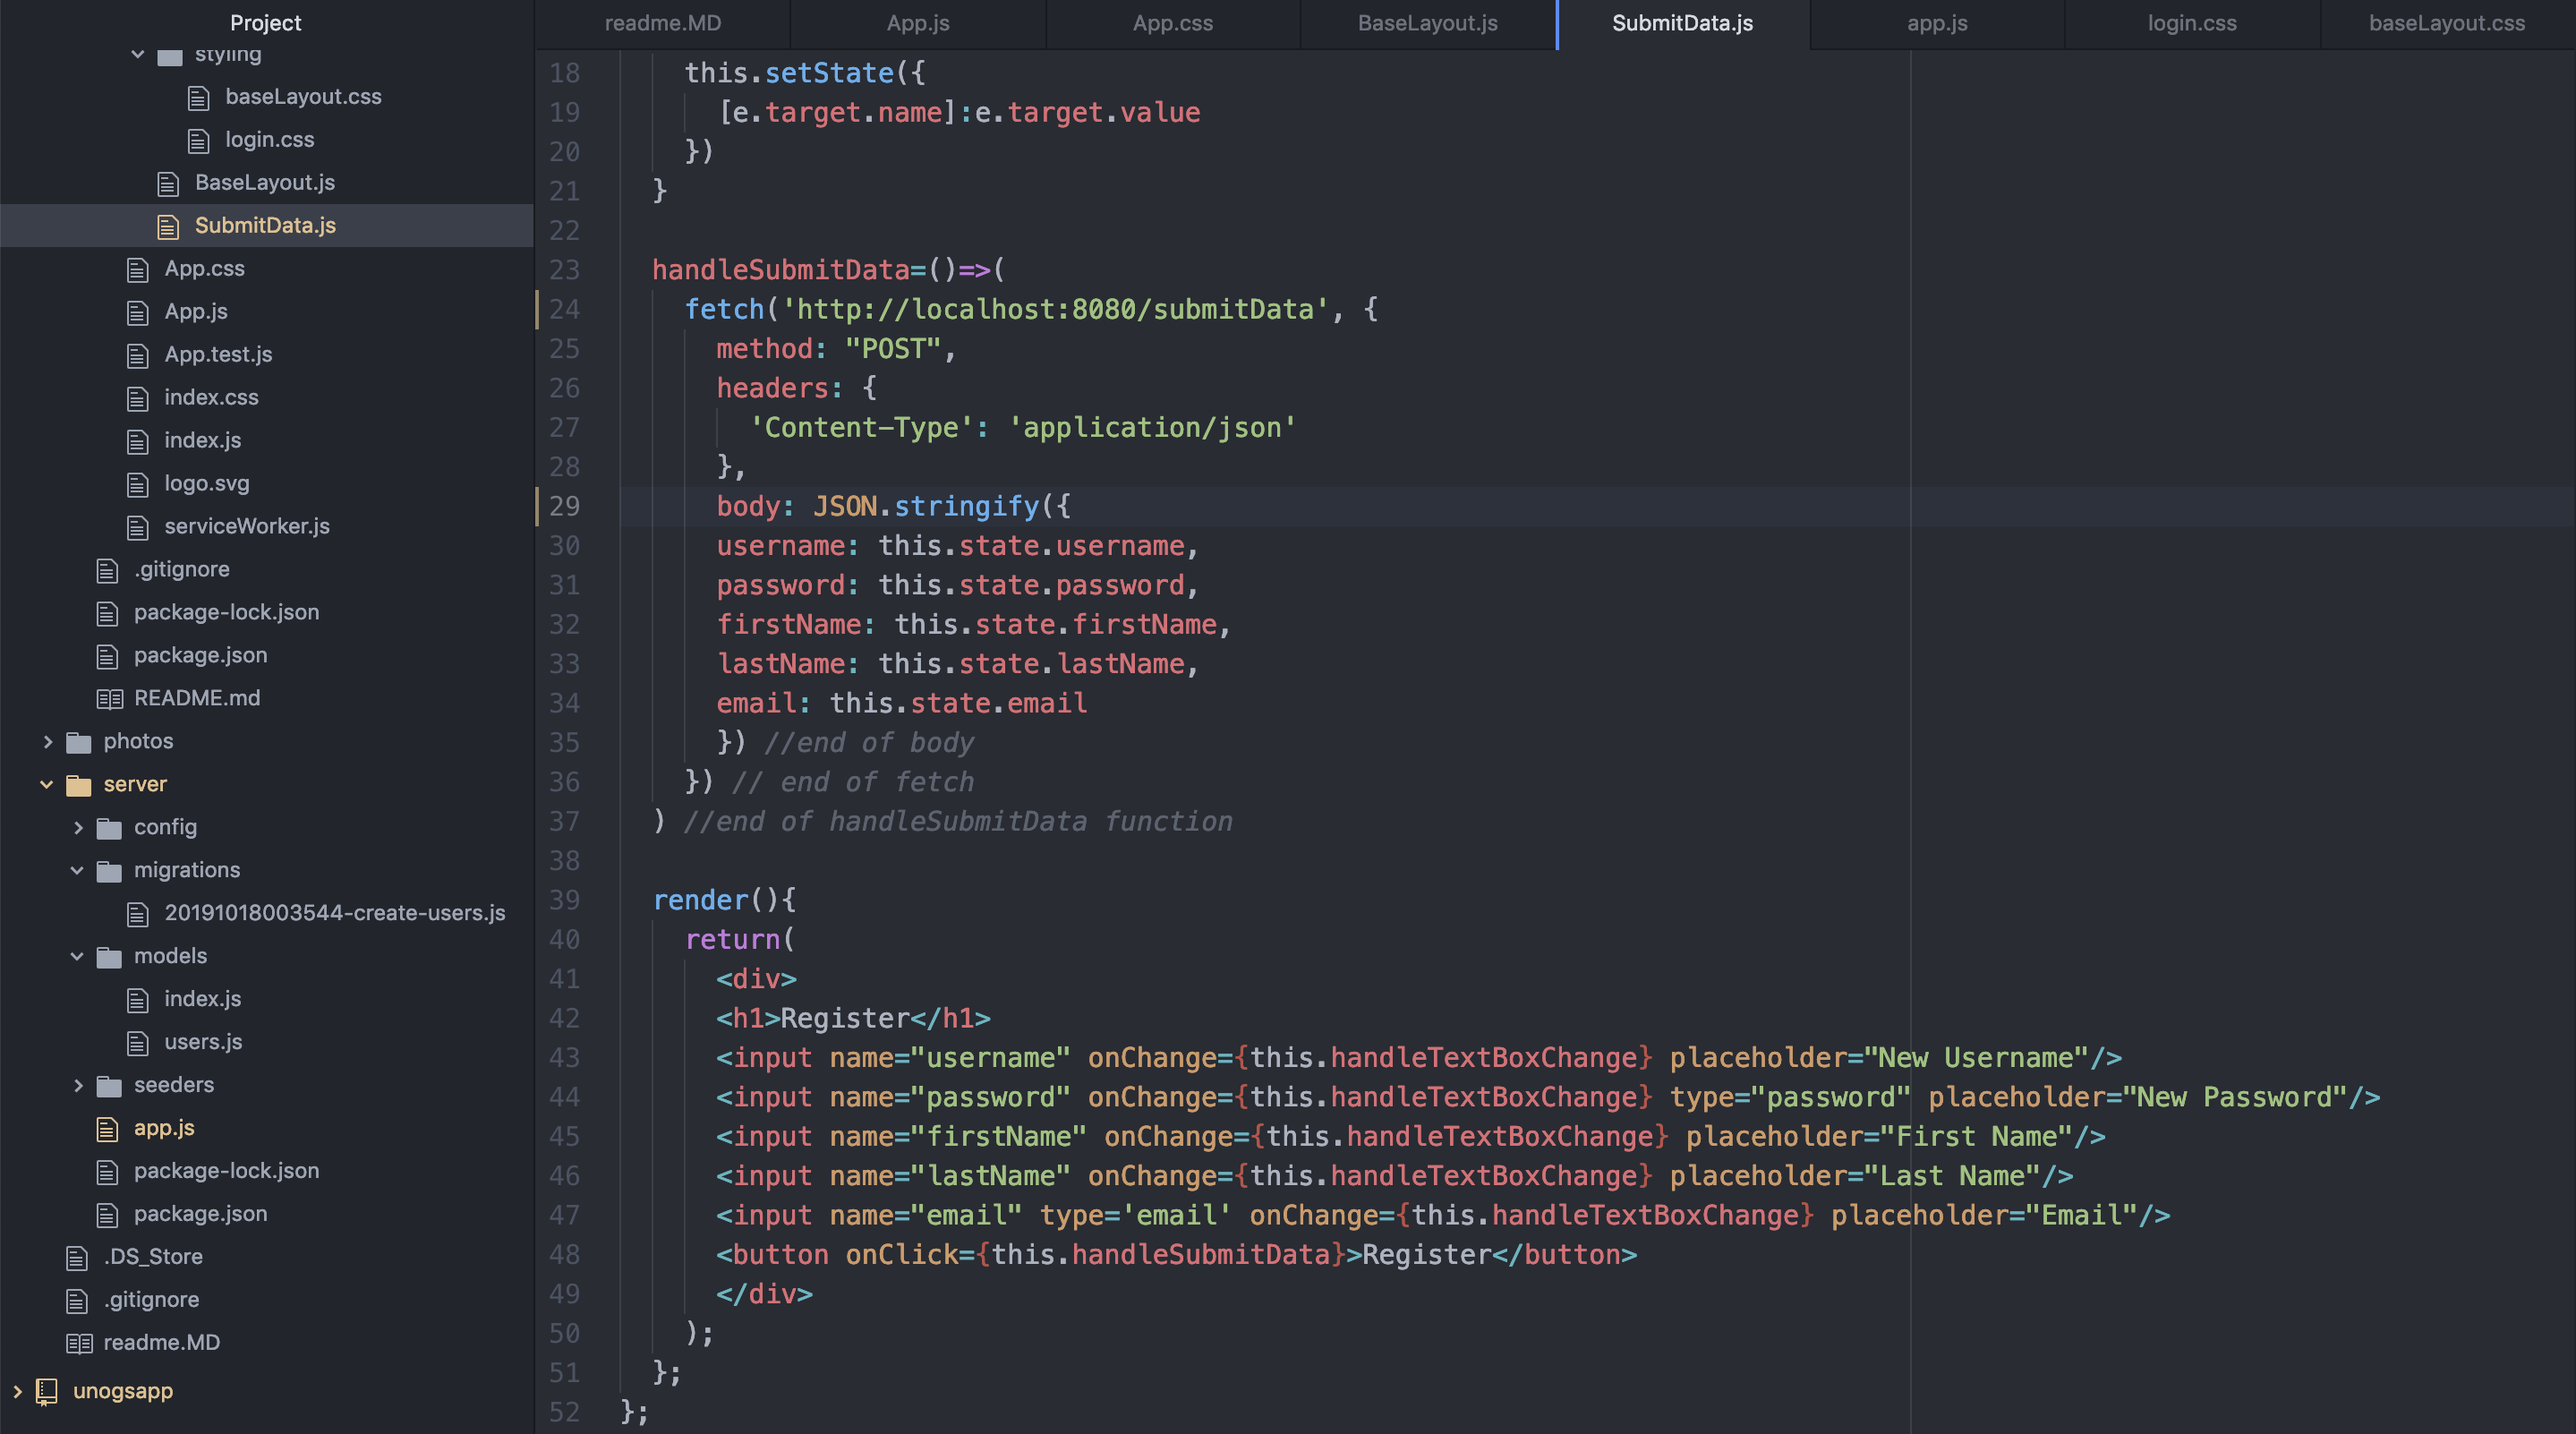 Project
styling
baseLayout.css
login.css
BaseLayout.js
SubmitData.js
App.css
App.js
App.test.js
index.css
index.js
logo.svg
serviceWorker.js
.gitignore
package-lock.json
package.json
README.md
photos
server
config
migrations
20191018003544-create-users.js
models
index.js
users.js
seeders
app.js
package-lock.json
package.json
.DS_Store
.gitignore
readme.MD
unogsapp
readme.MD App.js App.css BaseLayout.js SubmitData.js app.js login.css baseLayout.css
18 this.setState({
19 [e.target.name]:e.target.value
20 })
21 }
22
23 handleSubmitData=()=>(
24 fetch('http://localhost:8080/submitData', {
25 method: "POST",
26 headers: {
27 'Content-Type': 'application/json'
28 },
29 body: JSON.stringify({
30 username: this.state.username,
31 password: this.state.password,
32 firstName: this.state.firstName,
33 lastName: this.state.lastName,
34 email: this.state.email
35 }) //end of body
36 }) // end of fetch
37 ) //end of handleSubmitData function
38
39 render(){
40 return(
41 <div>
42 <h1>Register</h1>
43 <input name="username" onChange={this.handleTextBoxChange} placeholder="New Username"/>
44 <input name="password" onChange={this.handleTextBoxChange} type="password" placeholder="New Password"/>
45 <input name="firstName" onChange={this.handleTextBoxChange} placeholder="First Name"/>
46 <input name="lastName" onChange={this.handleTextBoxChange} placeholder="Last Name"/>
47 <input name="email" type='email' onChange={this.handleTextBoxChange} placeholder="Email"/>
48 <button onClick={this.handleSubmitData}>Register</button>
49 </div>
50 );
51 };
52 };